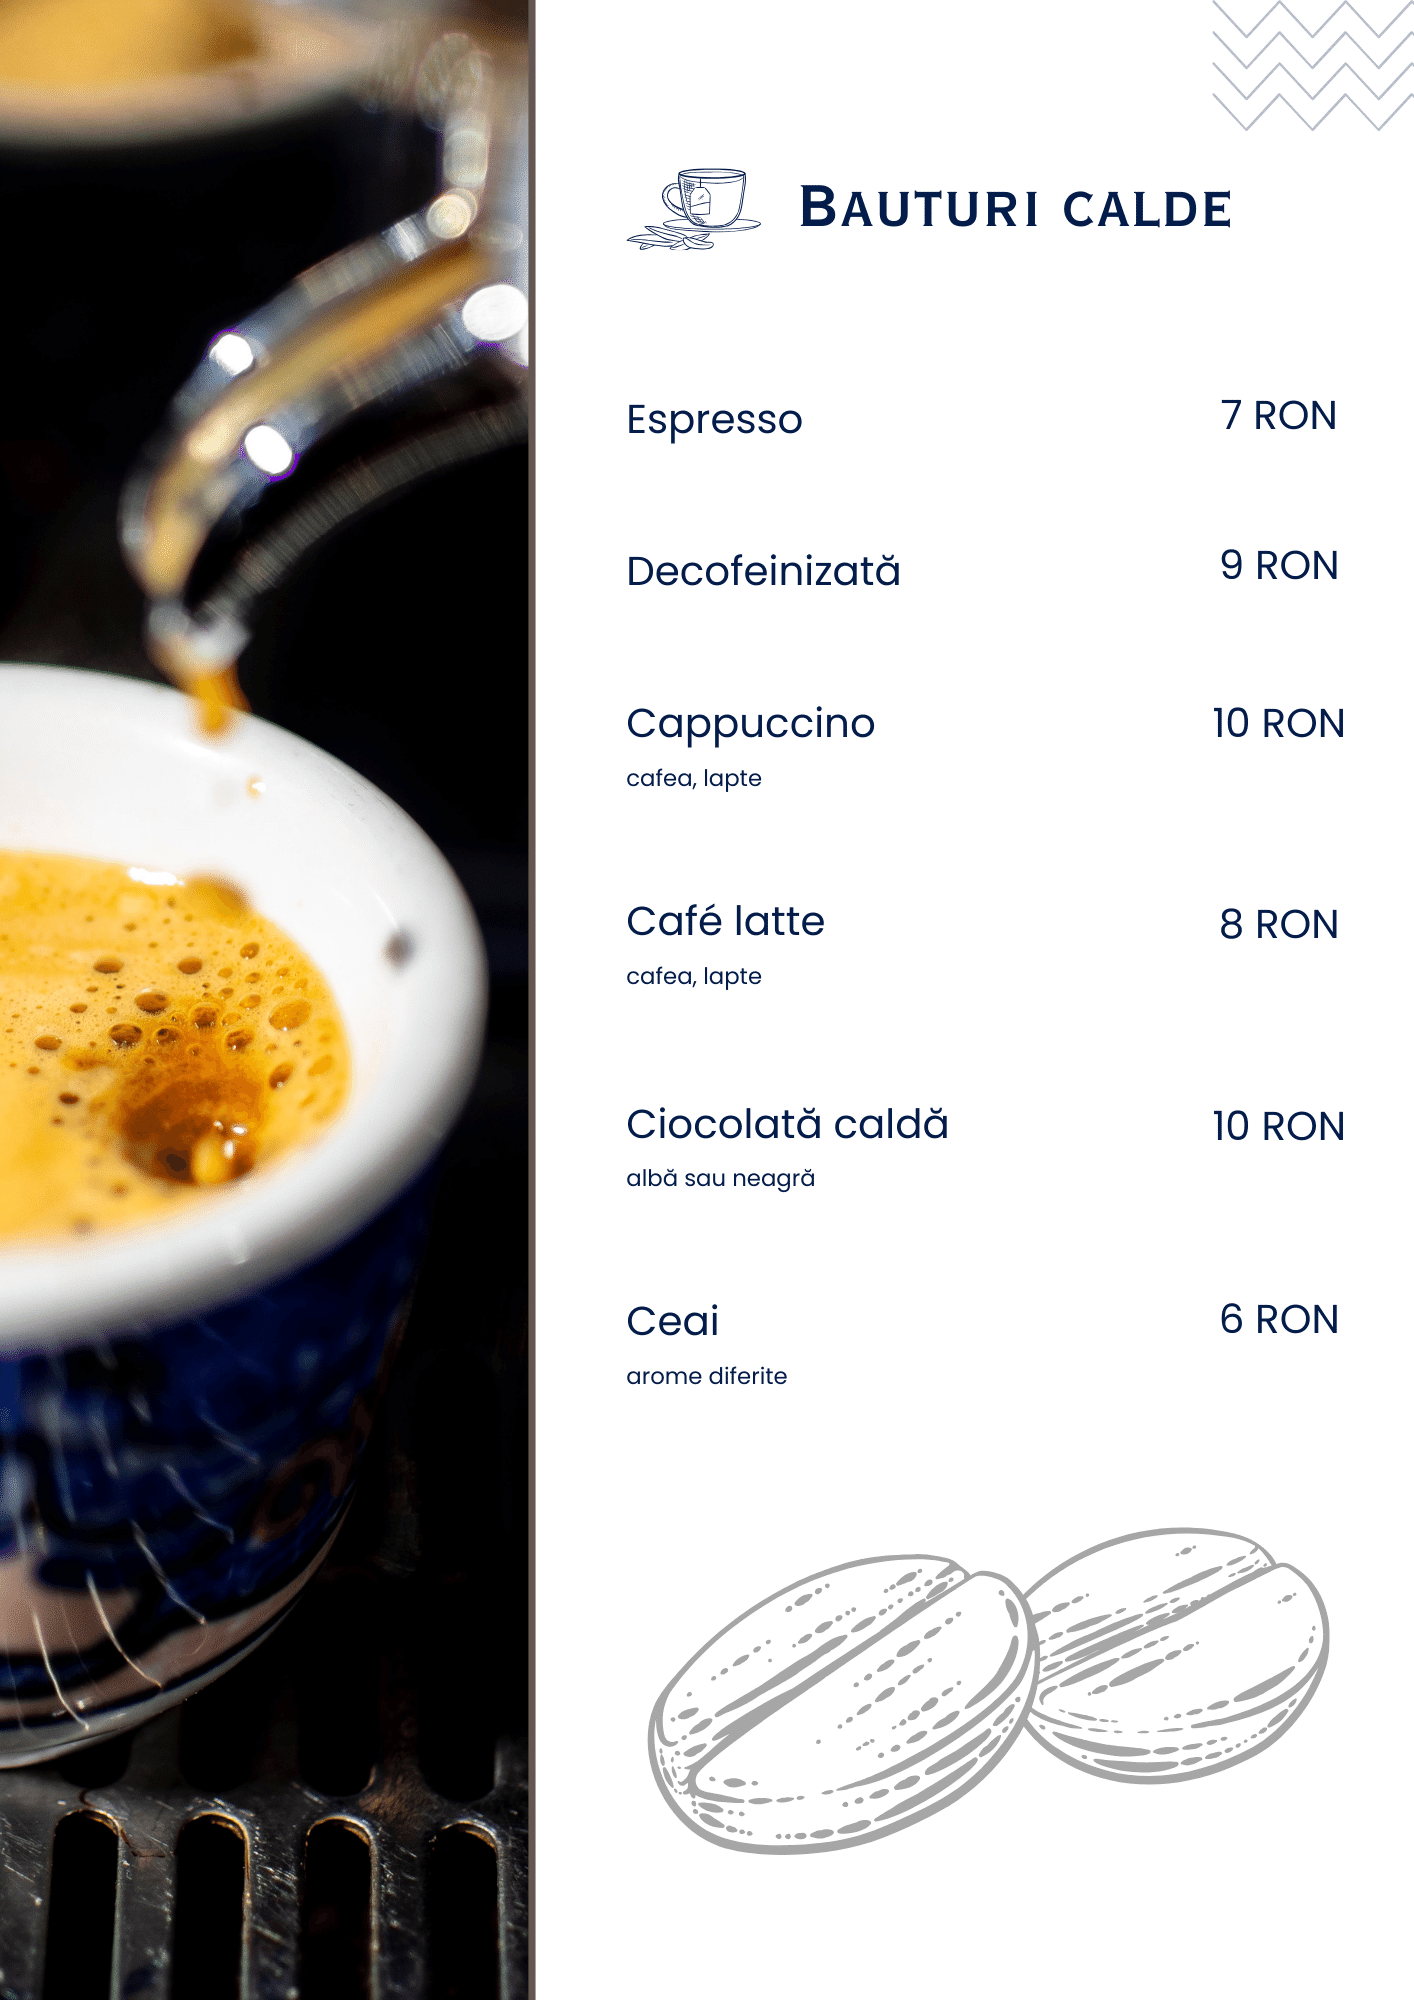 Bauturi calde
Espresso 7 RON
Decofeinizată 9 RON
Cappuccino 10 RON
cafea, lapte
Café latte 8 RON
cafea, lapte
Ciocolată caldă 10 RON
albă sau neagră
Ceai 6 RON
arome diferite